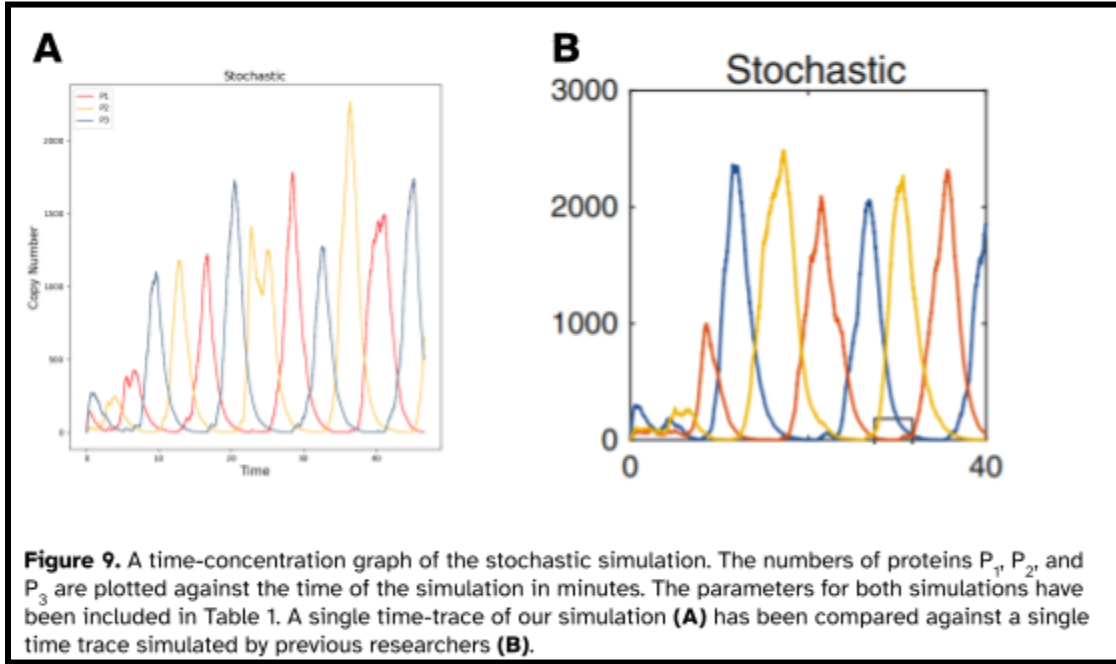 A
Stochastic
P1
P2
P3
2000
1500
1000
500
0
Copy Number
0
10
20
30
40
Time
B
Stochastic
3000
2000
1000
0
0
40
Figure 9. A time-concentration graph of the stochastic simulation. The numbers of proteins P₁, P₂, and
P₃ are plotted against the time of the simulation in minutes. The parameters for both simulations have
been included in Table 1. A single time-trace of our simulation (A) has been compared against a single
time trace simulated by previous researchers (B).